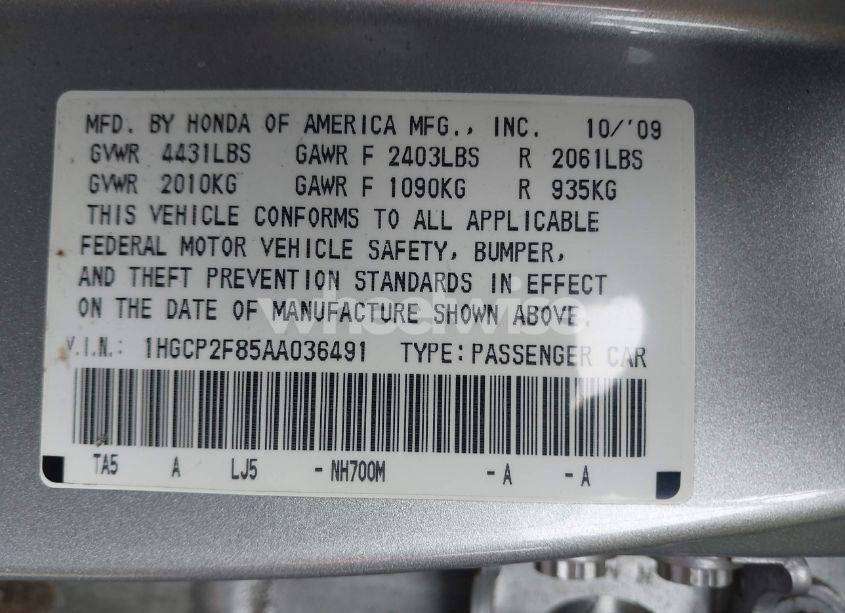 MFD. BY HONDA OF AMERICA MFG., INC. 10/'09
GVWR 4431LBS GAWR F 2403LBS R 2061LBS
GVWR 2010KG GAWR F 1090KG R 935KG
THIS VEHICLE CONFORMS TO ALL APPLICABLE
FEDERAL MOTOR VEHICLE SAFETY, BUMPER,
AND THEFT PREVENTION STANDARDS IN EFFECT
ON THE DATE OF MANUFACTURE SHOWN ABOVE.
wheelwise
V.I.N.: 1HGCP2F85AA036491 TYPE: PASSENGER CAR
TA5 A LJ5 - NH700M - A - A